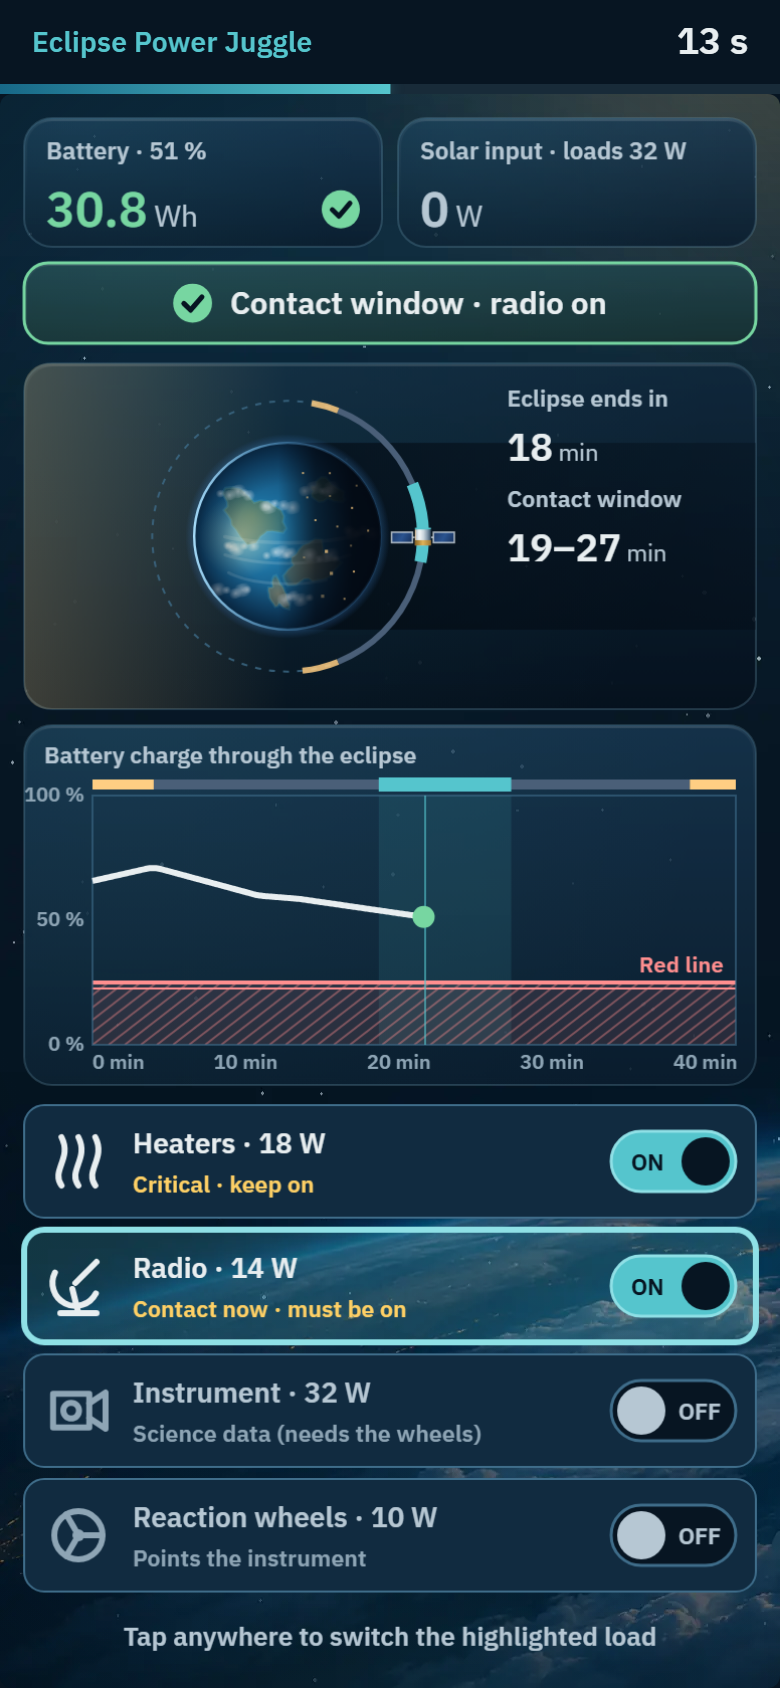 Eclipse Power Juggle
13 s
Battery · 51 %
30.8 Wh
Solar input · loads 32 W
0 W
Contact window · radio on
Eclipse ends in
18 min
Contact window
19–27 min
Battery charge through the eclipse
100 %
50 %
Red line
0 %
0 min 10 min 20 min 30 min 40 min
Heaters · 18 W
Critical · keep on
ON
Radio · 14 W
Contact now · must be on
ON
Instrument · 32 W
Science data (needs the wheels)
OFF
Reaction wheels · 10 W
Points the instrument
OFF
Tap anywhere to switch the highlighted load